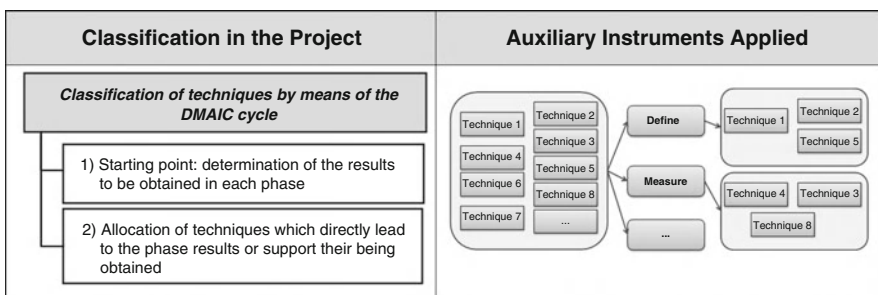 Classification in the Project
Auxiliary Instruments Applied
Classification of techniques by means of the
DMAIC cycle
1) Starting point: determination of the results
to be obtained in each phase
2) Allocation of techniques which directly lead
to the phase results or support their being
obtained
Technique 1
Technique 2
Technique 3
Technique 4
Technique 5
Technique 6
Technique 8
Technique 7
...
Define
Measure
...
Technique 1
Technique 2
Technique 5
Technique 4
Technique 3
Technique 8